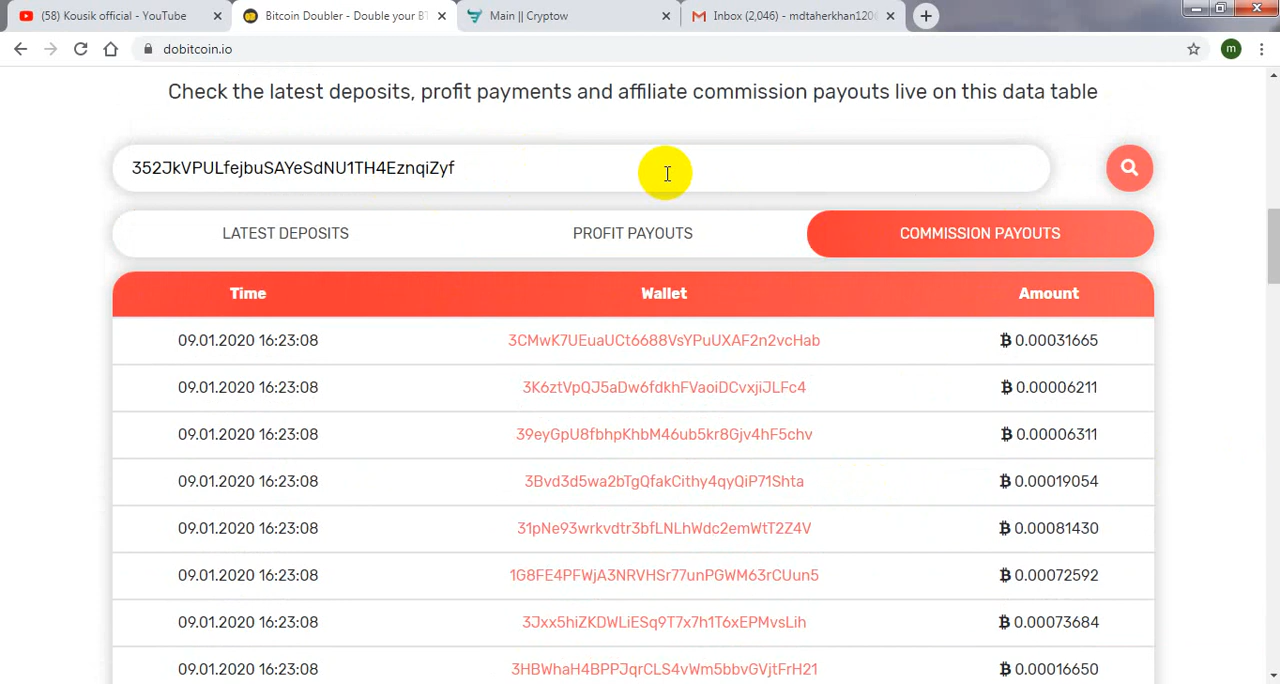 (58) Kousik official - YouTube
Bitcoin Doubler - Double your BT
Main || Cryptow
Inbox (2,046) - mdtaherkhan1206
dobitcoin.io
m
Check the latest deposits, profit payments and affiliate commission payouts live on this data table
352JkVPULfejbuSAYeSdNU1TH4EznqiZyf
LATEST DEPOSITS PROFIT PAYOUTS COMMISSION PAYOUTS
Time Wallet Amount
09.01.2020 16:23:08 3CMwK7UEuaUCt6688VsYPuUXAF2n2vcHab ₿ 0.00031665
09.01.2020 16:23:08 3K6ztVpQJ5aDw6fdkhFVaoiDCvxjiJLFc4 ₿ 0.00006211
09.01.2020 16:23:08 39eyGpU8fbhpKhbM46ub5kr8Gjv4hF5chv ₿ 0.00006311
09.01.2020 16:23:08 3Bvd3d5wa2bTgQfakCithy4qyQiP71Shta ₿ 0.00019054
09.01.2020 16:23:08 31pNe93wrkvdtr3bfLNLhWdc2emWtT2Z4V ₿ 0.00081430
09.01.2020 16:23:08 1G8FE4PFWjA3NRVHSr77unPGWM63rCUun5 ₿ 0.00072592
09.01.2020 16:23:08 3Jxx5hiZKDWLiESq9T7x7h1T6xEPMvsLih ₿ 0.00073684
09.01.2020 16:23:08 3HBWhaH4BPPJqrCLS4vWm5bbvGVjtFrH21 ₿ 0.00016650